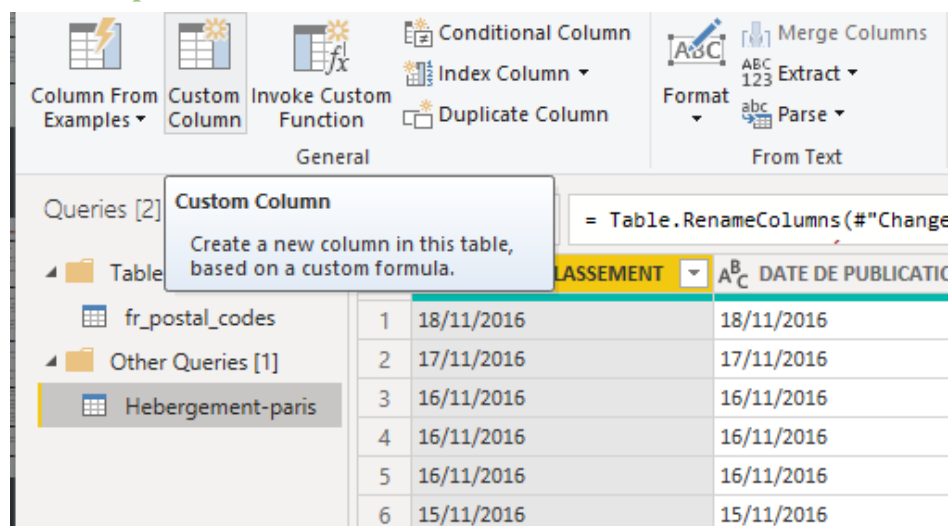 Conditional Column
Merge Columns
ABC
Index Column
ABC
123 Extract
Column From Custom Invoke Custom
Format
Examples Column Function
Duplicate Column
abc Parse
General
From Text
Queries [2]
Custom Column
= Table.RenameColumns(#"Change
Create a new column in this table,
based on a custom formula.
Table
LASSEMENT
ABC DATE DE PUBLICATIO
fr_postal_codes
1 18/11/2016 18/11/2016
Other Queries [1]
2 17/11/2016 17/11/2016
Hebergement-paris
3 16/11/2016 16/11/2016
4 16/11/2016 16/11/2016
5 16/11/2016 16/11/2016
6 15/11/2016 15/11/2016